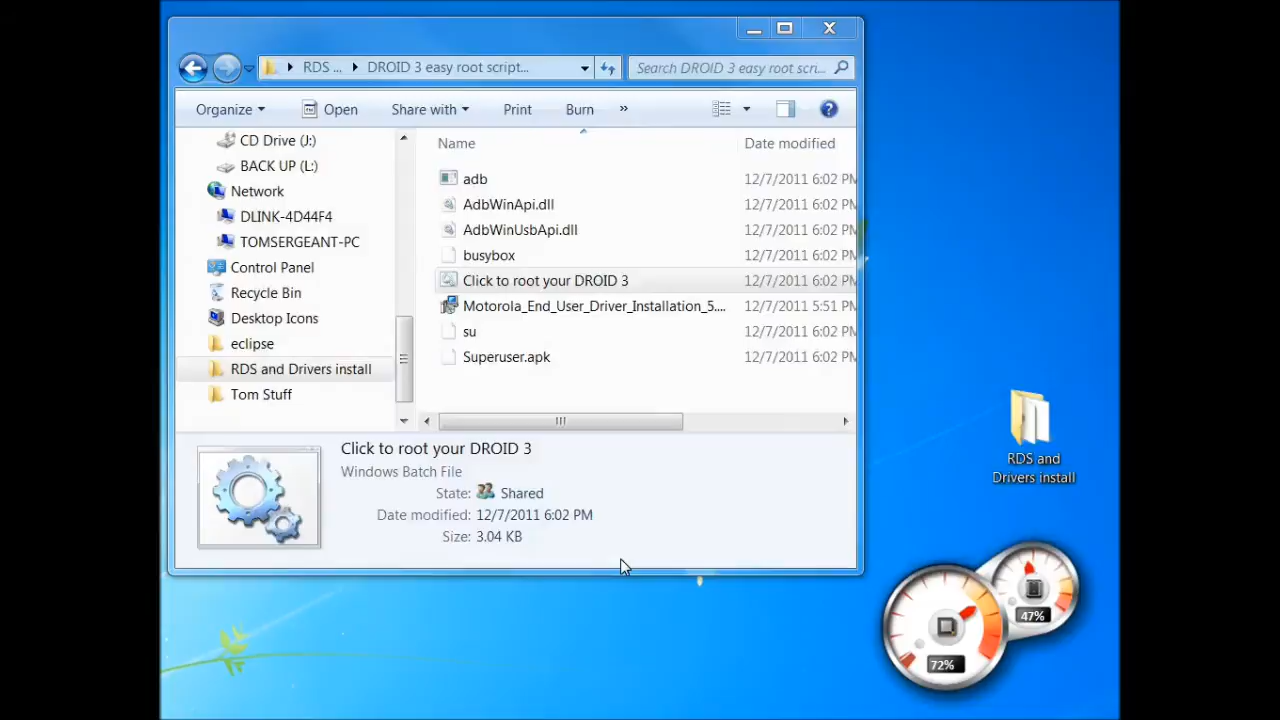 RDS ... DROID 3 easy root script...
Search DROID 3 easy root scri...
Organize Open Share with Print Burn »
CD Drive (J:)
BACK UP (L:)
Network
DLINK-4D44F4
TOMSERGEANT-PC
Control Panel
Recycle Bin
Desktop Icons
eclipse
RDS and Drivers install
Tom Stuff
Name Date modified
adb 12/7/2011 6:02 PM
AdbWinApi.dll 12/7/2011 6:02 PM
AdbWinUsbApi.dll 12/7/2011 6:02 PM
busybox 12/7/2011 6:02 PM
Click to root your DROID 3 12/7/2011 6:02 PM
Motorola_End_User_Driver_Installation_5.... 12/7/2011 5:51 PM
su 12/7/2011 6:02 PM
Superuser.apk 12/7/2011 6:02 PM
Click to root your DROID 3
Windows Batch File
State: Shared
Date modified: 12/7/2011 6:02 PM
Size: 3.04 KB
RDS and
Drivers install
47%
72%